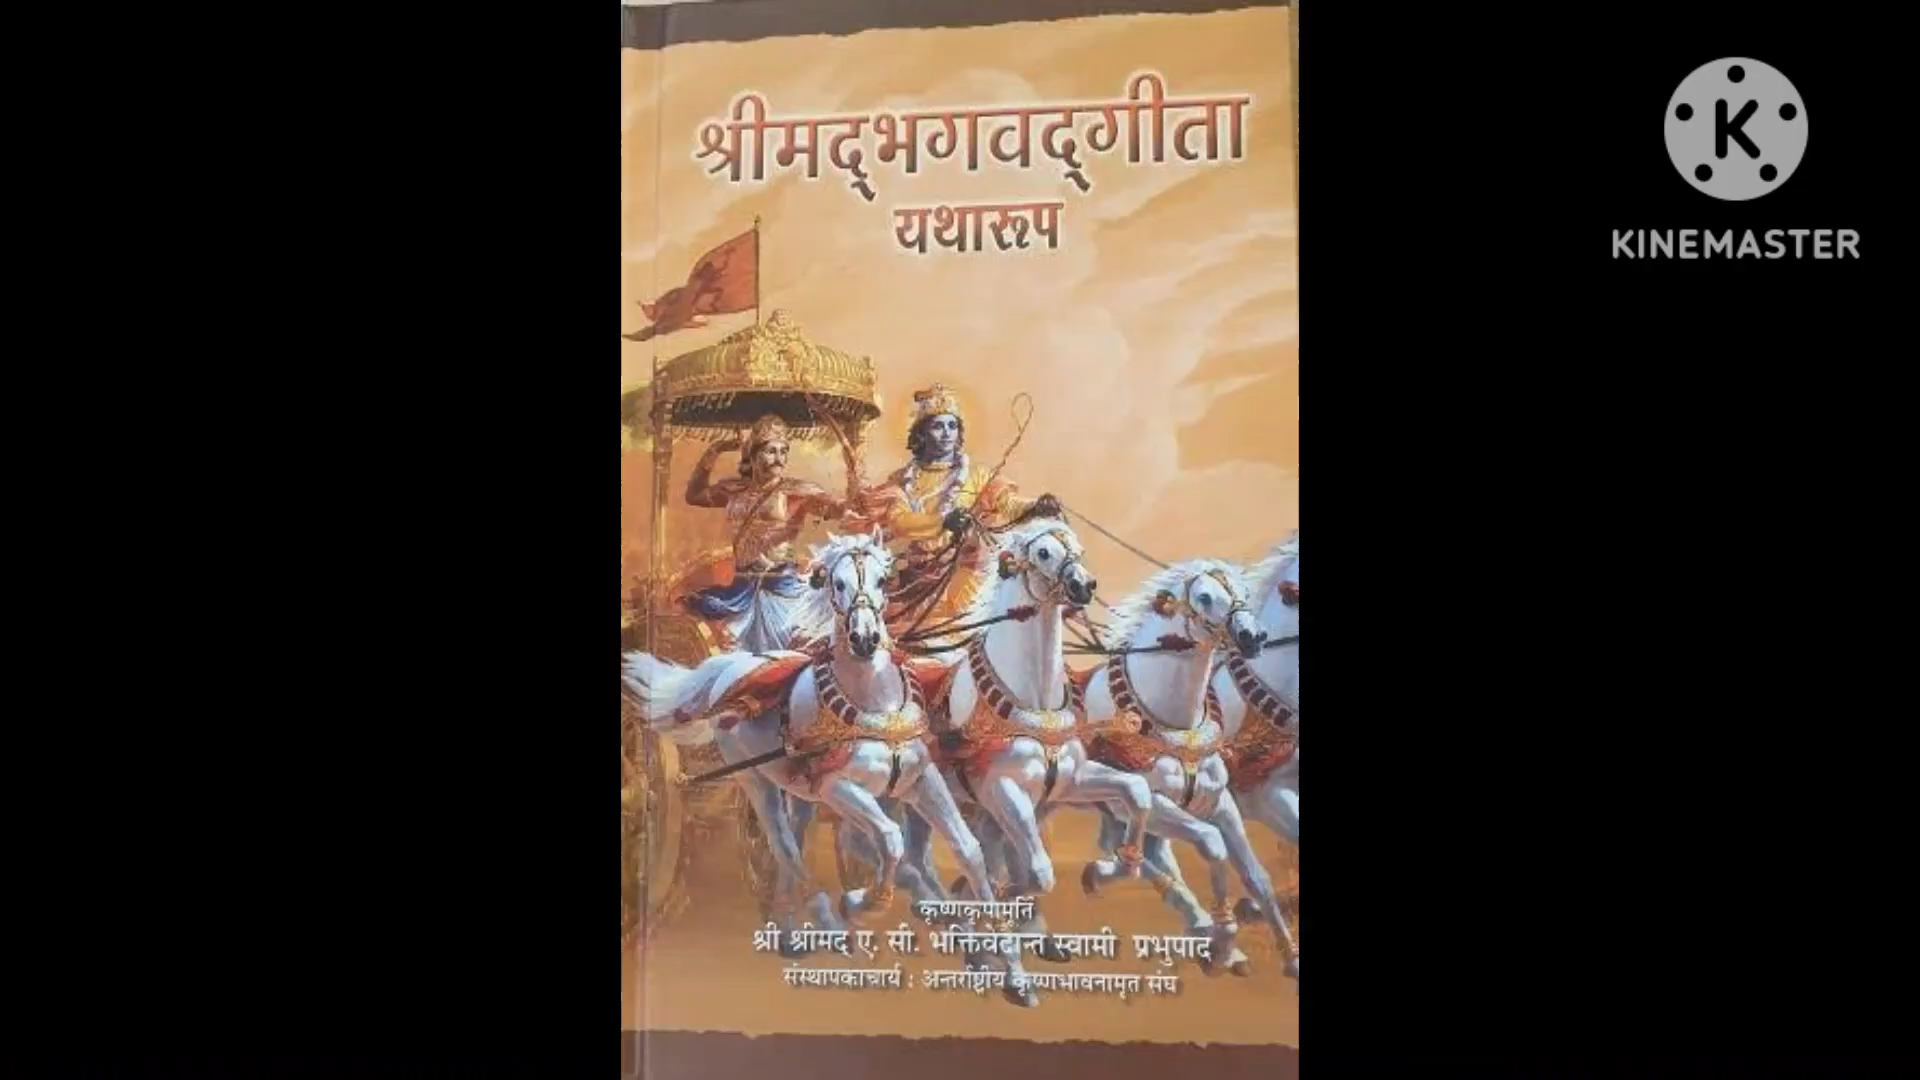 श्रीमद्‌भगवद्‌गीता
यथारूप
कृष्णकृपामूर्ति
श्री श्रीमद् ए. सी. भक्तिवेदान्त स्वामी प्रभुपाद
संस्थापकाचार्य : अन्तर्राष्ट्रीय कृष्णभावनामृत संघ
K
KINEMASTER